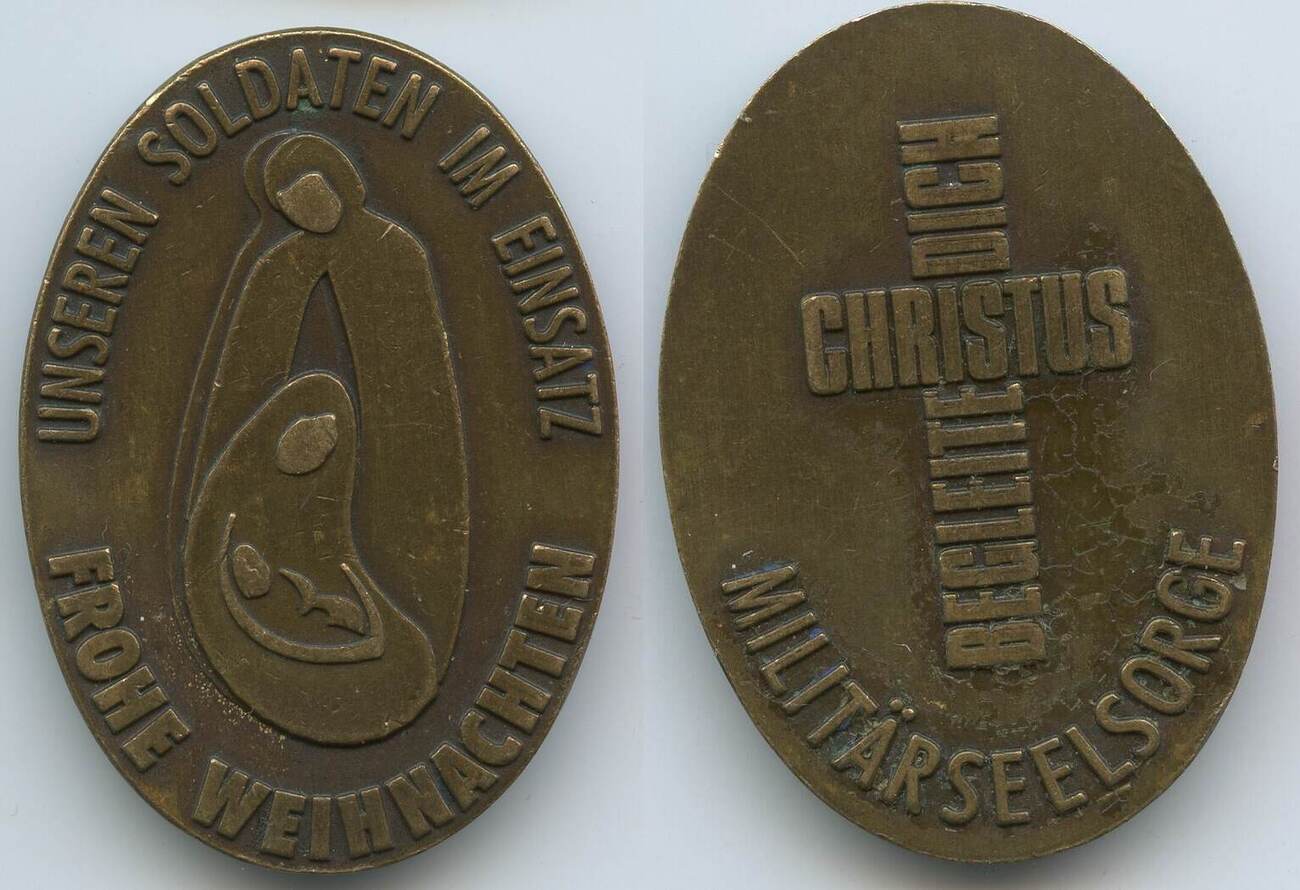 UNSEREN SOLDATEN IM EINSATZ
FROHE WEIHNACHTEN
CHRISTUS
BEGLEITE DICH
MILITÄRSEELSORGE